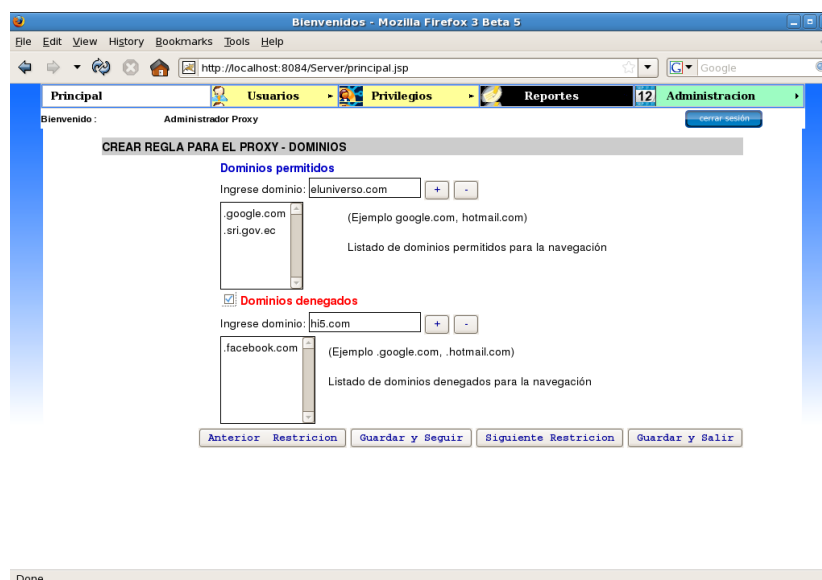 Bienvenidos - Mozilla Firefox 3 Beta 5
File Edit View History Bookmarks Tools Help
http://localhost:8084/Server/principal.jsp G Google
Principal Usuarios Privilegios Reportes 12 Administracion
Bienvenido : Administrador Proxy cerrar sesión
CREAR REGLA PARA EL PROXY - DOMINIOS
Dominios permitidos
Ingrese dominio: eluniverso.com + -
.google.com
.sri.gov.ec
(Ejemplo google.com, hotmail.com)
Listado de dominios permitidos para la navegación
Dominios denegados
Ingrese dominio: hi5.com + -
.facebook.com
(Ejemplo .google.com, .hotmail.com)
Listado de dominios denegados para la navegación
Anterior Restricion Guardar y Seguir Siguiente Restricion Guardar y Salir
Done